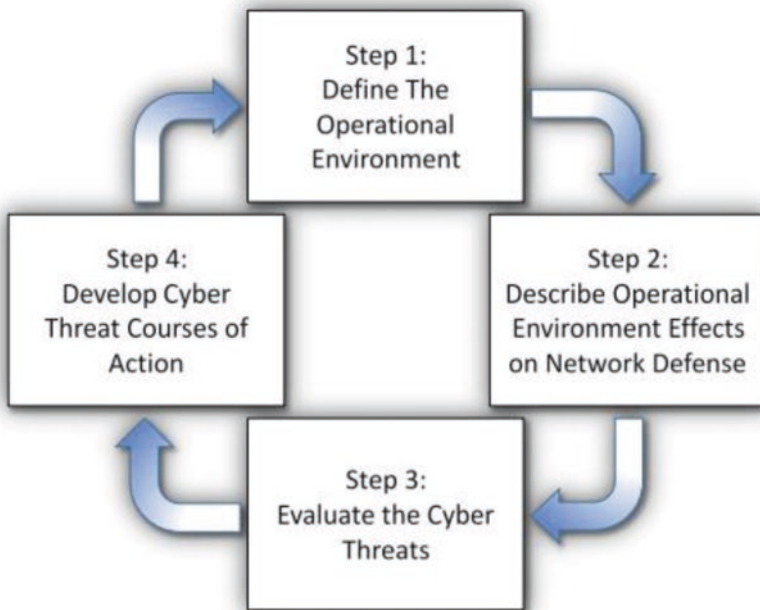 Step 1:
Define The
Operational
Environment
Step 2:
Describe Operational
Environment Effects
on Network Defense
Step 3:
Evaluate the Cyber
Threats
Step 4:
Develop Cyber
Threat Courses of
Action